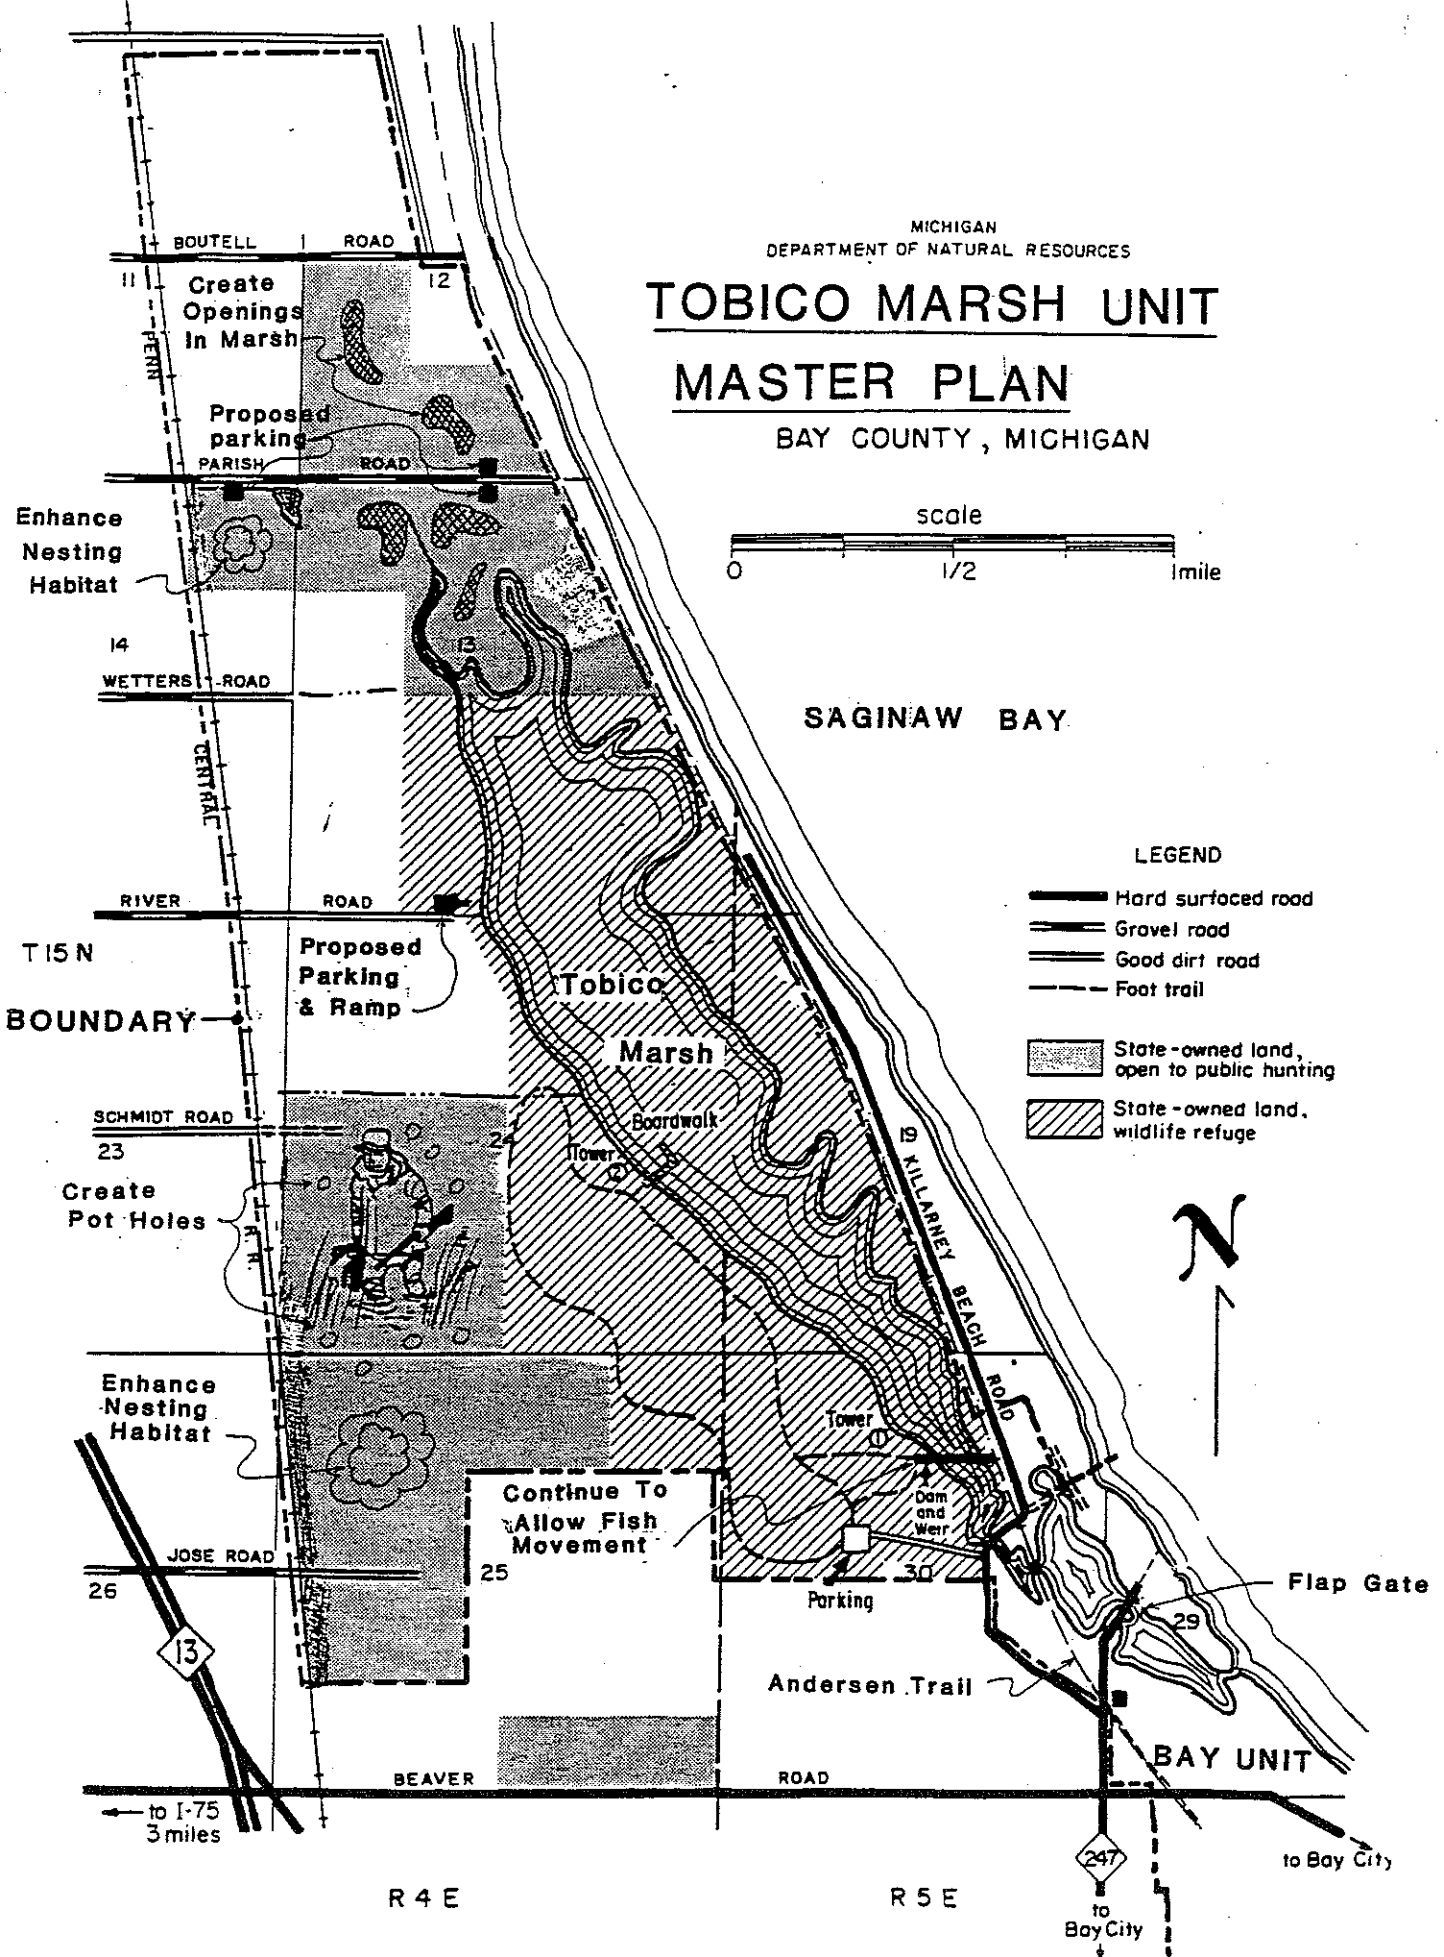 MICHIGAN
DEPARTMENT OF NATURAL RESOURCES
TOBICO MARSH UNIT
MASTER PLAN
BAY COUNTY, MICHIGAN
scale
0 1/2 1mile
BOUTELL ROAD
11
12
Create
Openings
In Marsh
PENN
Proposed
parking
PARISH ROAD
Enhance
Nesting
Habitat
14
13
WETTERS ROAD
SAGINAW BAY
CENTRAL
LEGEND
Hard surfaced road
Gravel road
Good dirt road
Foot trail
State-owned land,
open to public hunting
State-owned land,
wildlife refuge
RIVER ROAD
T15N
Proposed
Parking
& Ramp
BOUNDARY
Tobico
Marsh
SCHMIDT ROAD
23
24
Boardwalk
Tower
2
19
KILLARNEY BEACH ROAD
Create
Pot Holes
R.R.
N
Enhance
Nesting
Habitat
Tower
1
Continue To
Allow Fish
Movement
Dam
and
Weir
JOSE ROAD
26
25
30
Parking
Flap Gate
29
13
Andersen Trail
BAY UNIT
BEAVER ROAD
to I-75
3miles
247
to Bay City
R4E
R5E
to
Bay City